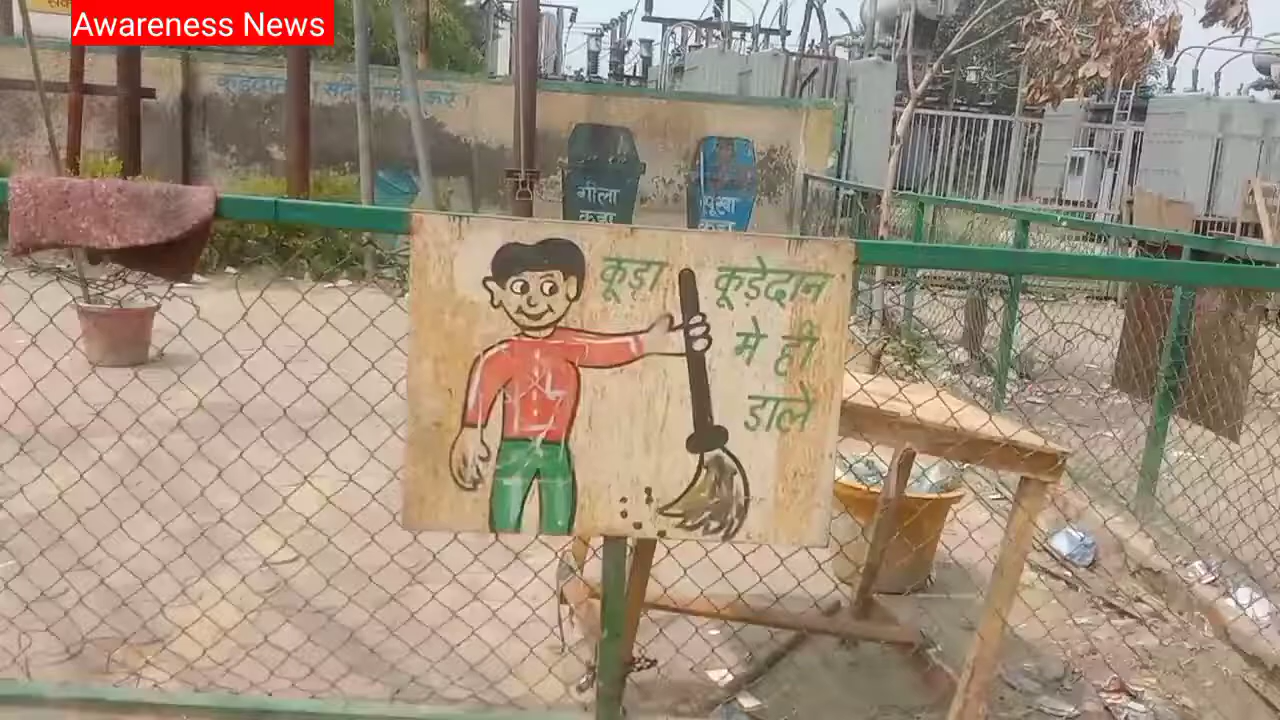 Awareness News
गीला
कूड़ा
सूखा
कूड़ा
कूड़ा कूड़ेदान
मे ही
डाले